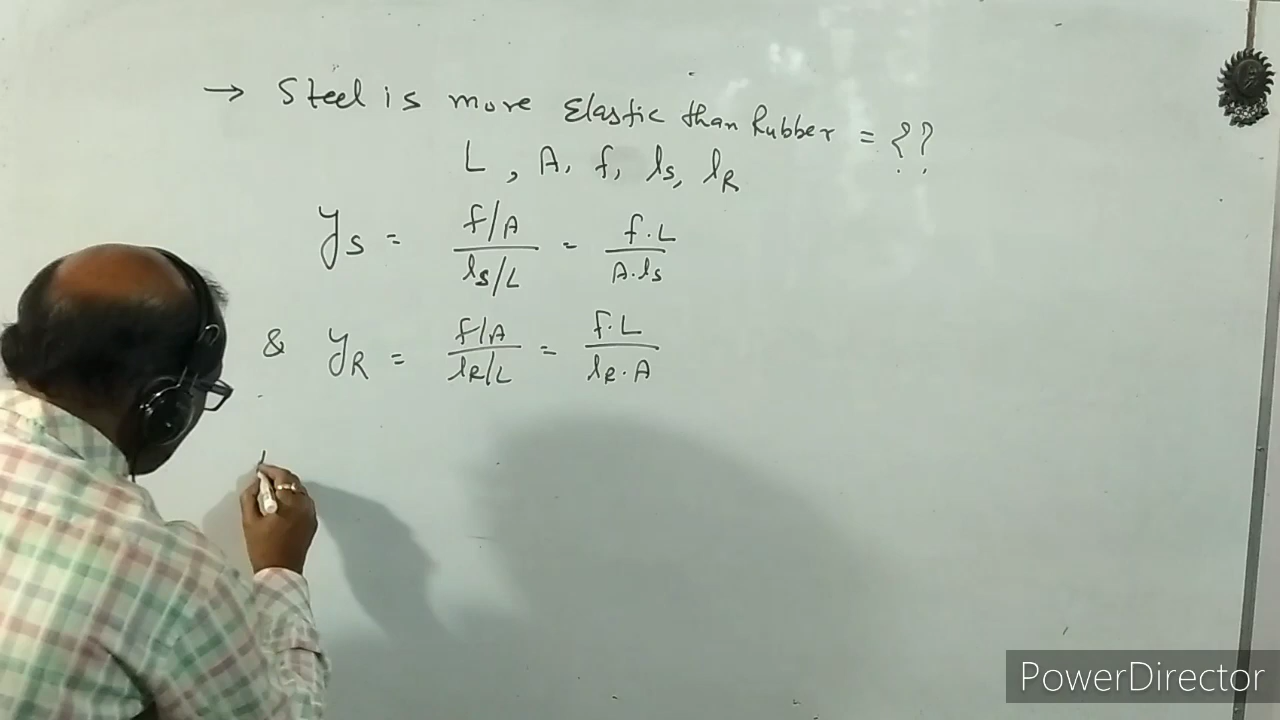 → Steel is more Elastic than Rubber = ??
L, A, f, ls, lR
Ys = f/A / ls/L = f.L / A.ls
& YR = f/A / lR/L = f.L / lR.A
PowerDirector